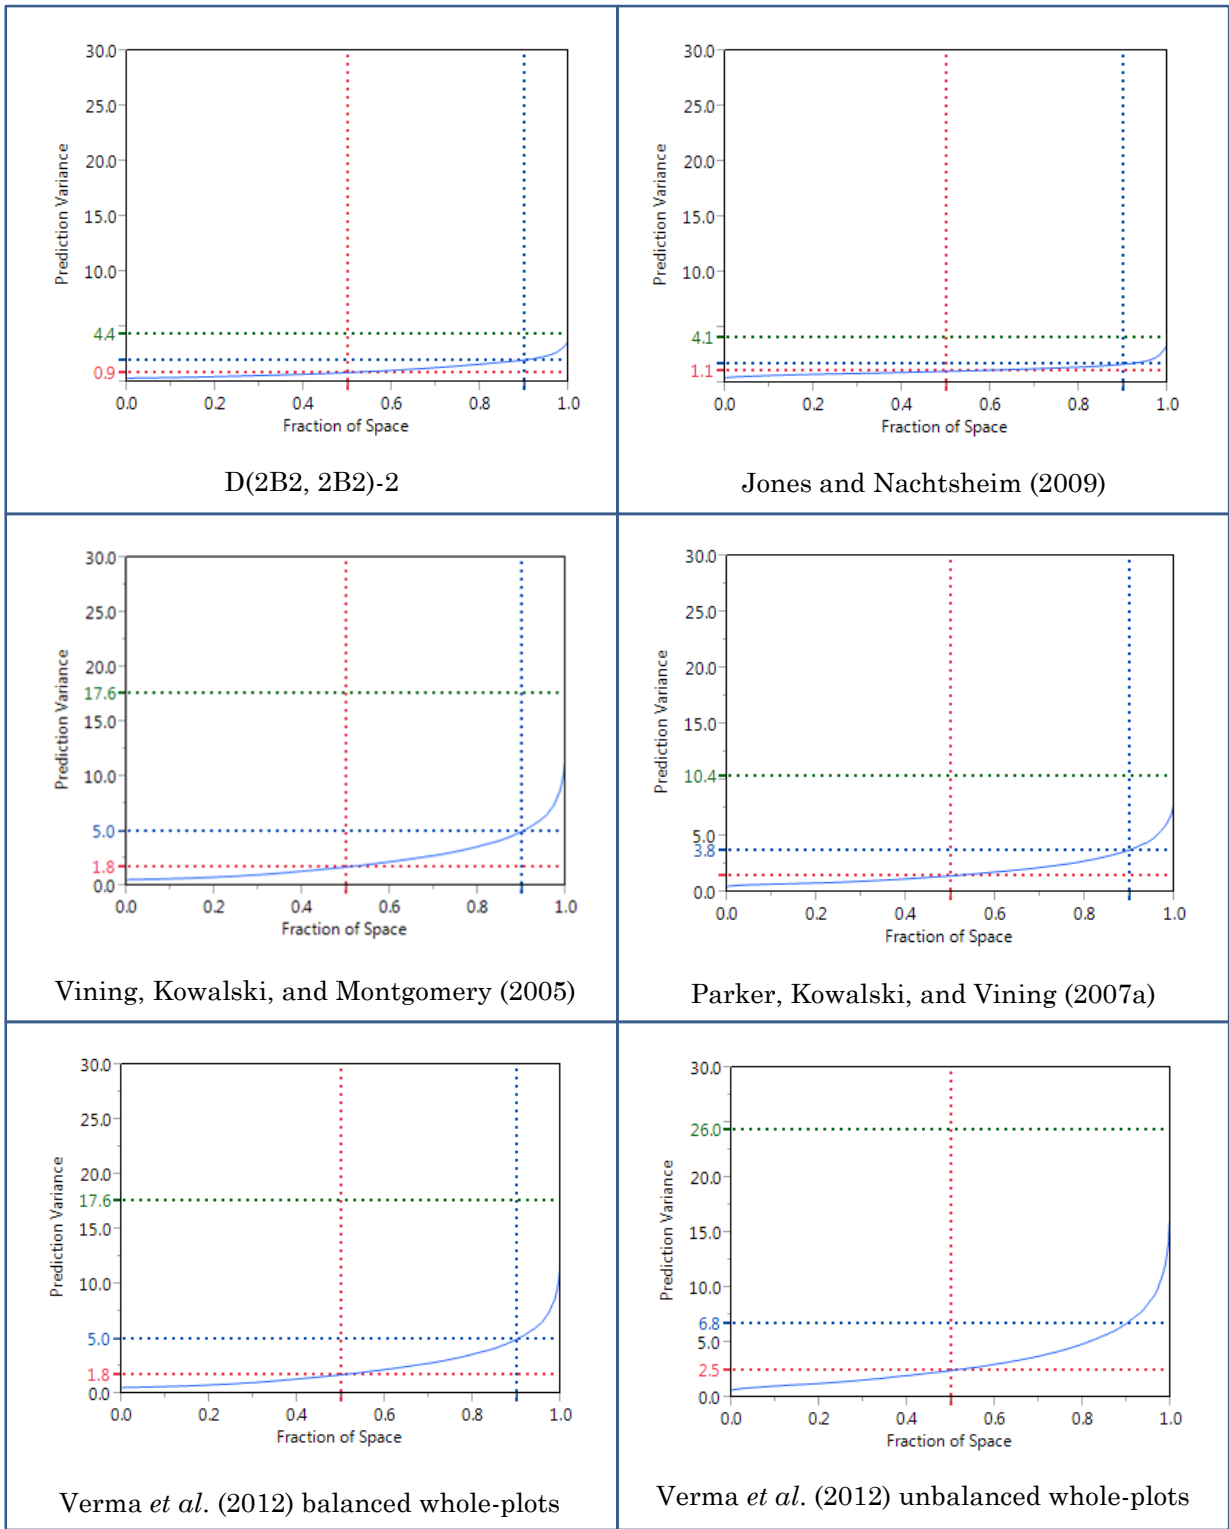 30.0
25.0
20.0
15.0
10.0
4.4
0.9
Prediction Variance
0.0 0.2 0.4 0.6 0.8 1.0
Fraction of Space
D(2B2, 2B2)-2
30.0
25.0
20.0
15.0
10.0
4.1
1.1
Prediction Variance
0.0 0.2 0.4 0.6 0.8 1.0
Fraction of Space
Jones and Nachtsheim (2009)
30.0
25.0
20.0
17.6
15.0
10.0
5.0
1.8
0.0
Prediction Variance
0.0 0.2 0.4 0.6 0.8 1.0
Fraction of Space
Vining, Kowalski, and Montgomery (2005)
30.0
25.0
20.0
15.0
10.4
5.0
3.8
0.0
Prediction Variance
0.0 0.2 0.4 0.6 0.8 1.0
Fraction of Space
Parker, Kowalski, and Vining (2007a)
30.0
25.0
20.0
17.6
15.0
10.0
5.0
1.8
0.0
Prediction Variance
0.0 0.2 0.4 0.6 0.8 1.0
Fraction of Space
Verma et al. (2012) balanced whole-plots
30.0
26.0
20.0
15.0
10.0
6.8
5.0
2.5
0.0
Prediction Variance
0.0 0.2 0.4 0.6 0.8 1.0
Fraction of Space
Verma et al. (2012) unbalanced whole-plots